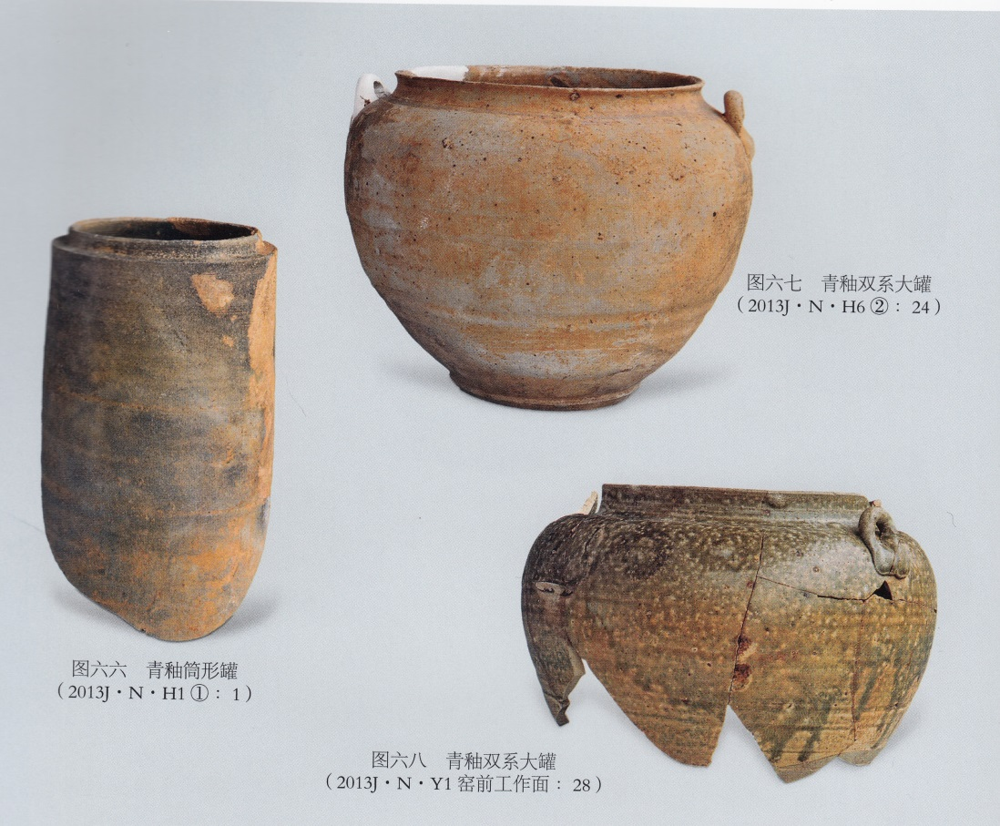 图六七　青釉双系大罐
（2013J·N·H6②：24）
图六六　青釉筒形罐
（2013J·N·H1①：1）
图六八　青釉双系大罐
（2013J·N·Y1窑前工作面：28）